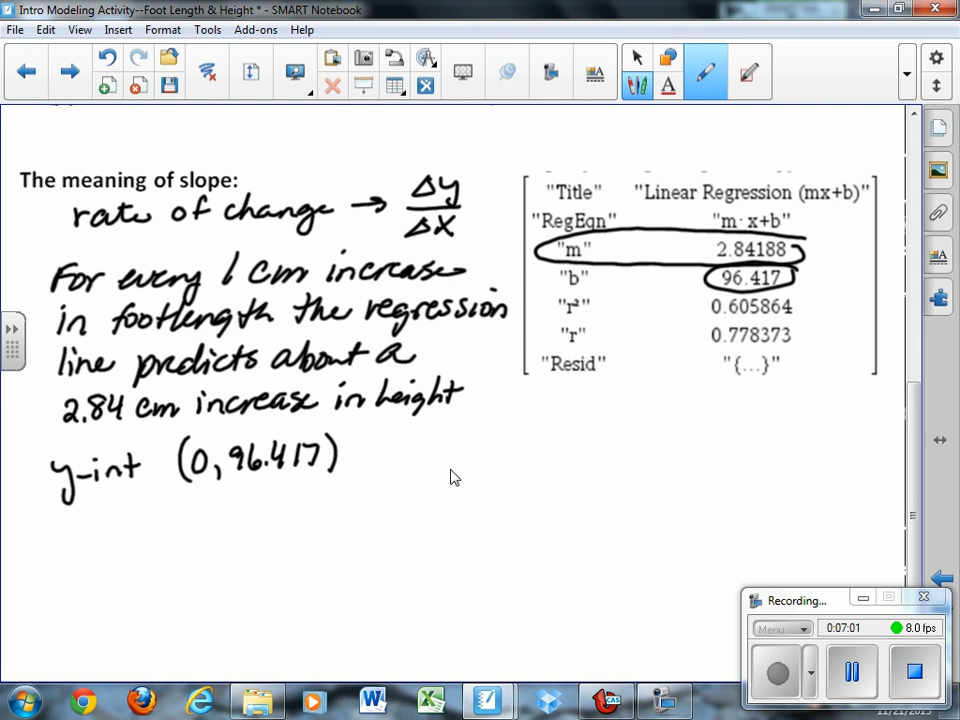 Intro Modeling Activity--Foot Length & Height * - SMART Notebook
File Edit View Insert Format Tools Add-ons Help
The meaning of slope:
rate of change → Δy/Δx
For every 1 cm increase
in footlength the regression
line predicts about a
2.84 cm increase in height
y-int (0, 96.417)
"Title" "Linear Regression (mx+b)"
"RegEqn" "m·x+b"
"m" 2.84188
"b" 96.417
"r²" 0.605864
"r" 0.778373
"Resid" "{...}"
Recording...
Menu 0:07:01 8.0 fps
CAS